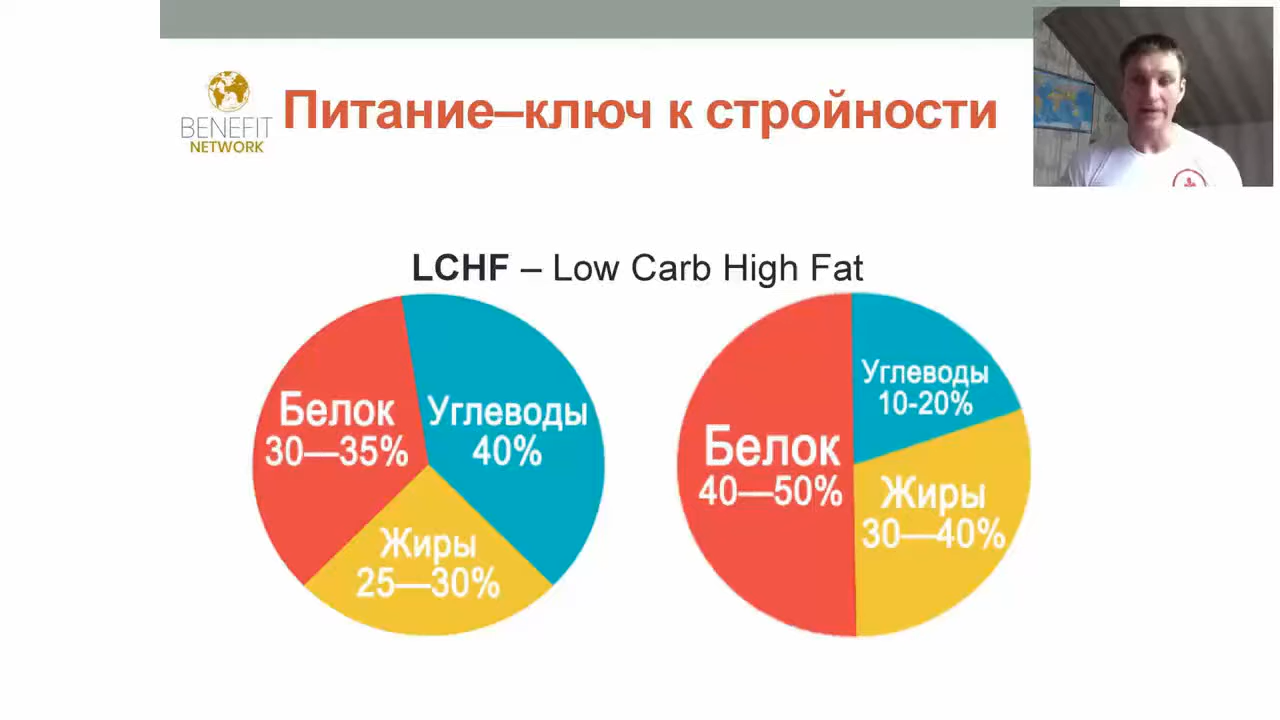 BENEFIT
NETWORK
Питание–ключ к стройности
LCHF – Low Carb High Fat
Белок
30—35%
Углеводы
40%
Жиры
25—30%
Белок
40—50%
Углеводы
10-20%
Жиры
30—40%